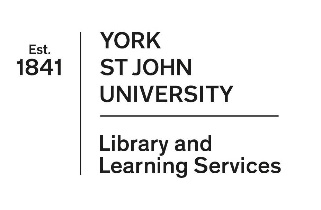 Est.
1841
YORK
ST JOHN
UNIVERSITY
Library and
Learning Services